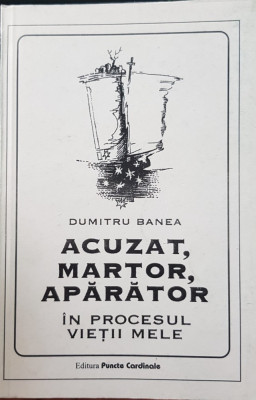 DUMITRU BANEA
ACUZAT,
MARTOR,
APĂRĂTOR
ÎN PROCESUL
VIEȚII MELE
Editura Puncte Cardinale